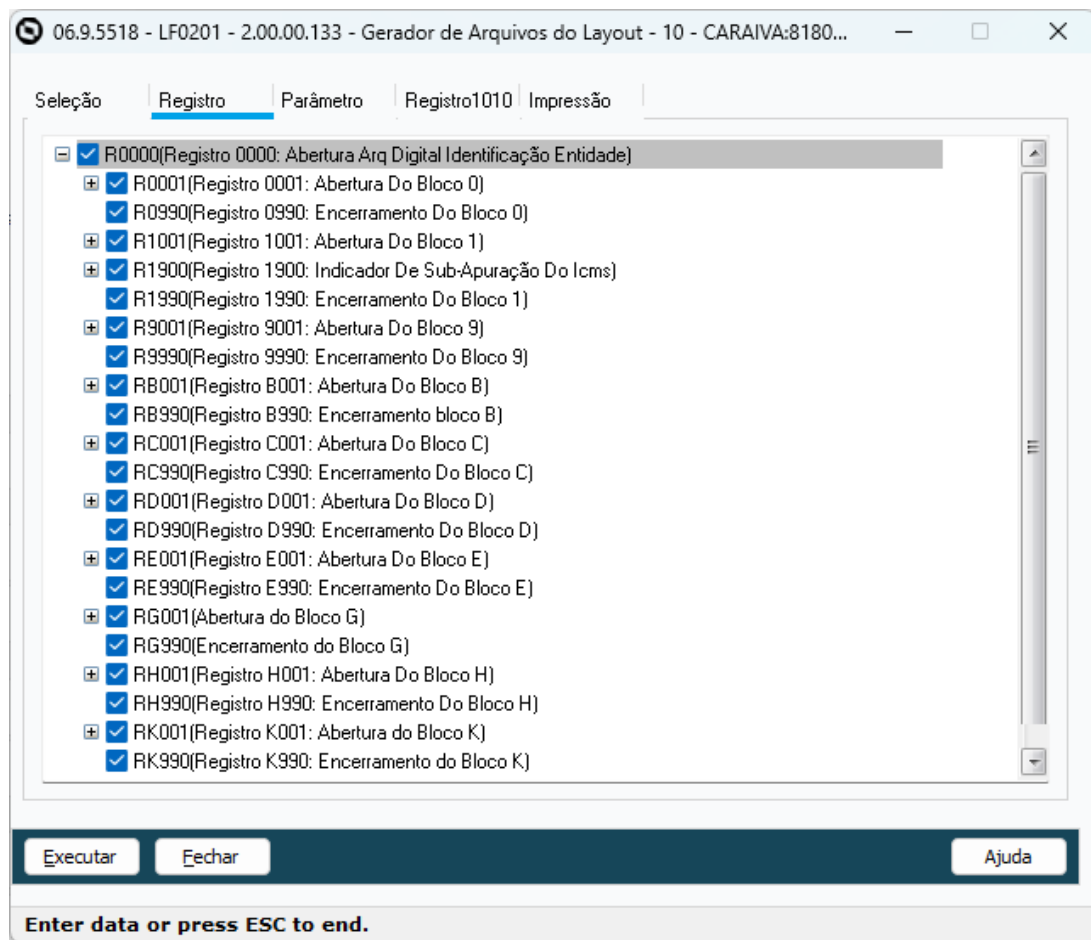 06.9.5518 - LF0201 - 2.00.00.133 - Gerador de Arquivos do Layout - 10 - CARAIVA:8180...
Seleção Registro Parâmetro Registro1010 Impressão
R0000(Registro 0000: Abertura Arq Digital Identificação Entidade)
R0001(Registro 0001: Abertura Do Bloco 0)
R0990(Registro 0990: Encerramento Do Bloco 0)
R1001(Registro 1001: Abertura Do Bloco 1)
R1900(Registro 1900: Indicador De Sub-Apuração Do Icms)
R1990(Registro 1990: Encerramento Do Bloco 1)
R9001(Registro 9001: Abertura Do Bloco 9)
R9990(Registro 9990: Encerramento Do Bloco 9)
RB001(Registro B001: Abertura Do Bloco B)
RB990(Registro B990: Encerramento bloco B)
RC001(Registro C001: Abertura Do Bloco C)
RC990(Registro C990: Encerramento Do Bloco C)
RD001(Registro D001: Abertura Do Bloco D)
RD990(Registro D990: Encerramento Do Bloco D)
RE001(Registro E001: Abertura Do Bloco E)
RE990(Registro E990: Encerramento Do Bloco E)
RG001(Abertura do Bloco G)
RG990(Encerramento do Bloco G)
RH001(Registro H001: Abertura Do Bloco H)
RH990(Registro H990: Encerramento Do Bloco H)
RK001(Registro K001: Abertura do Bloco K)
RK990(Registro K990: Encerramento do Bloco K)
Executar Fechar Ajuda
Enter data or press ESC to end.